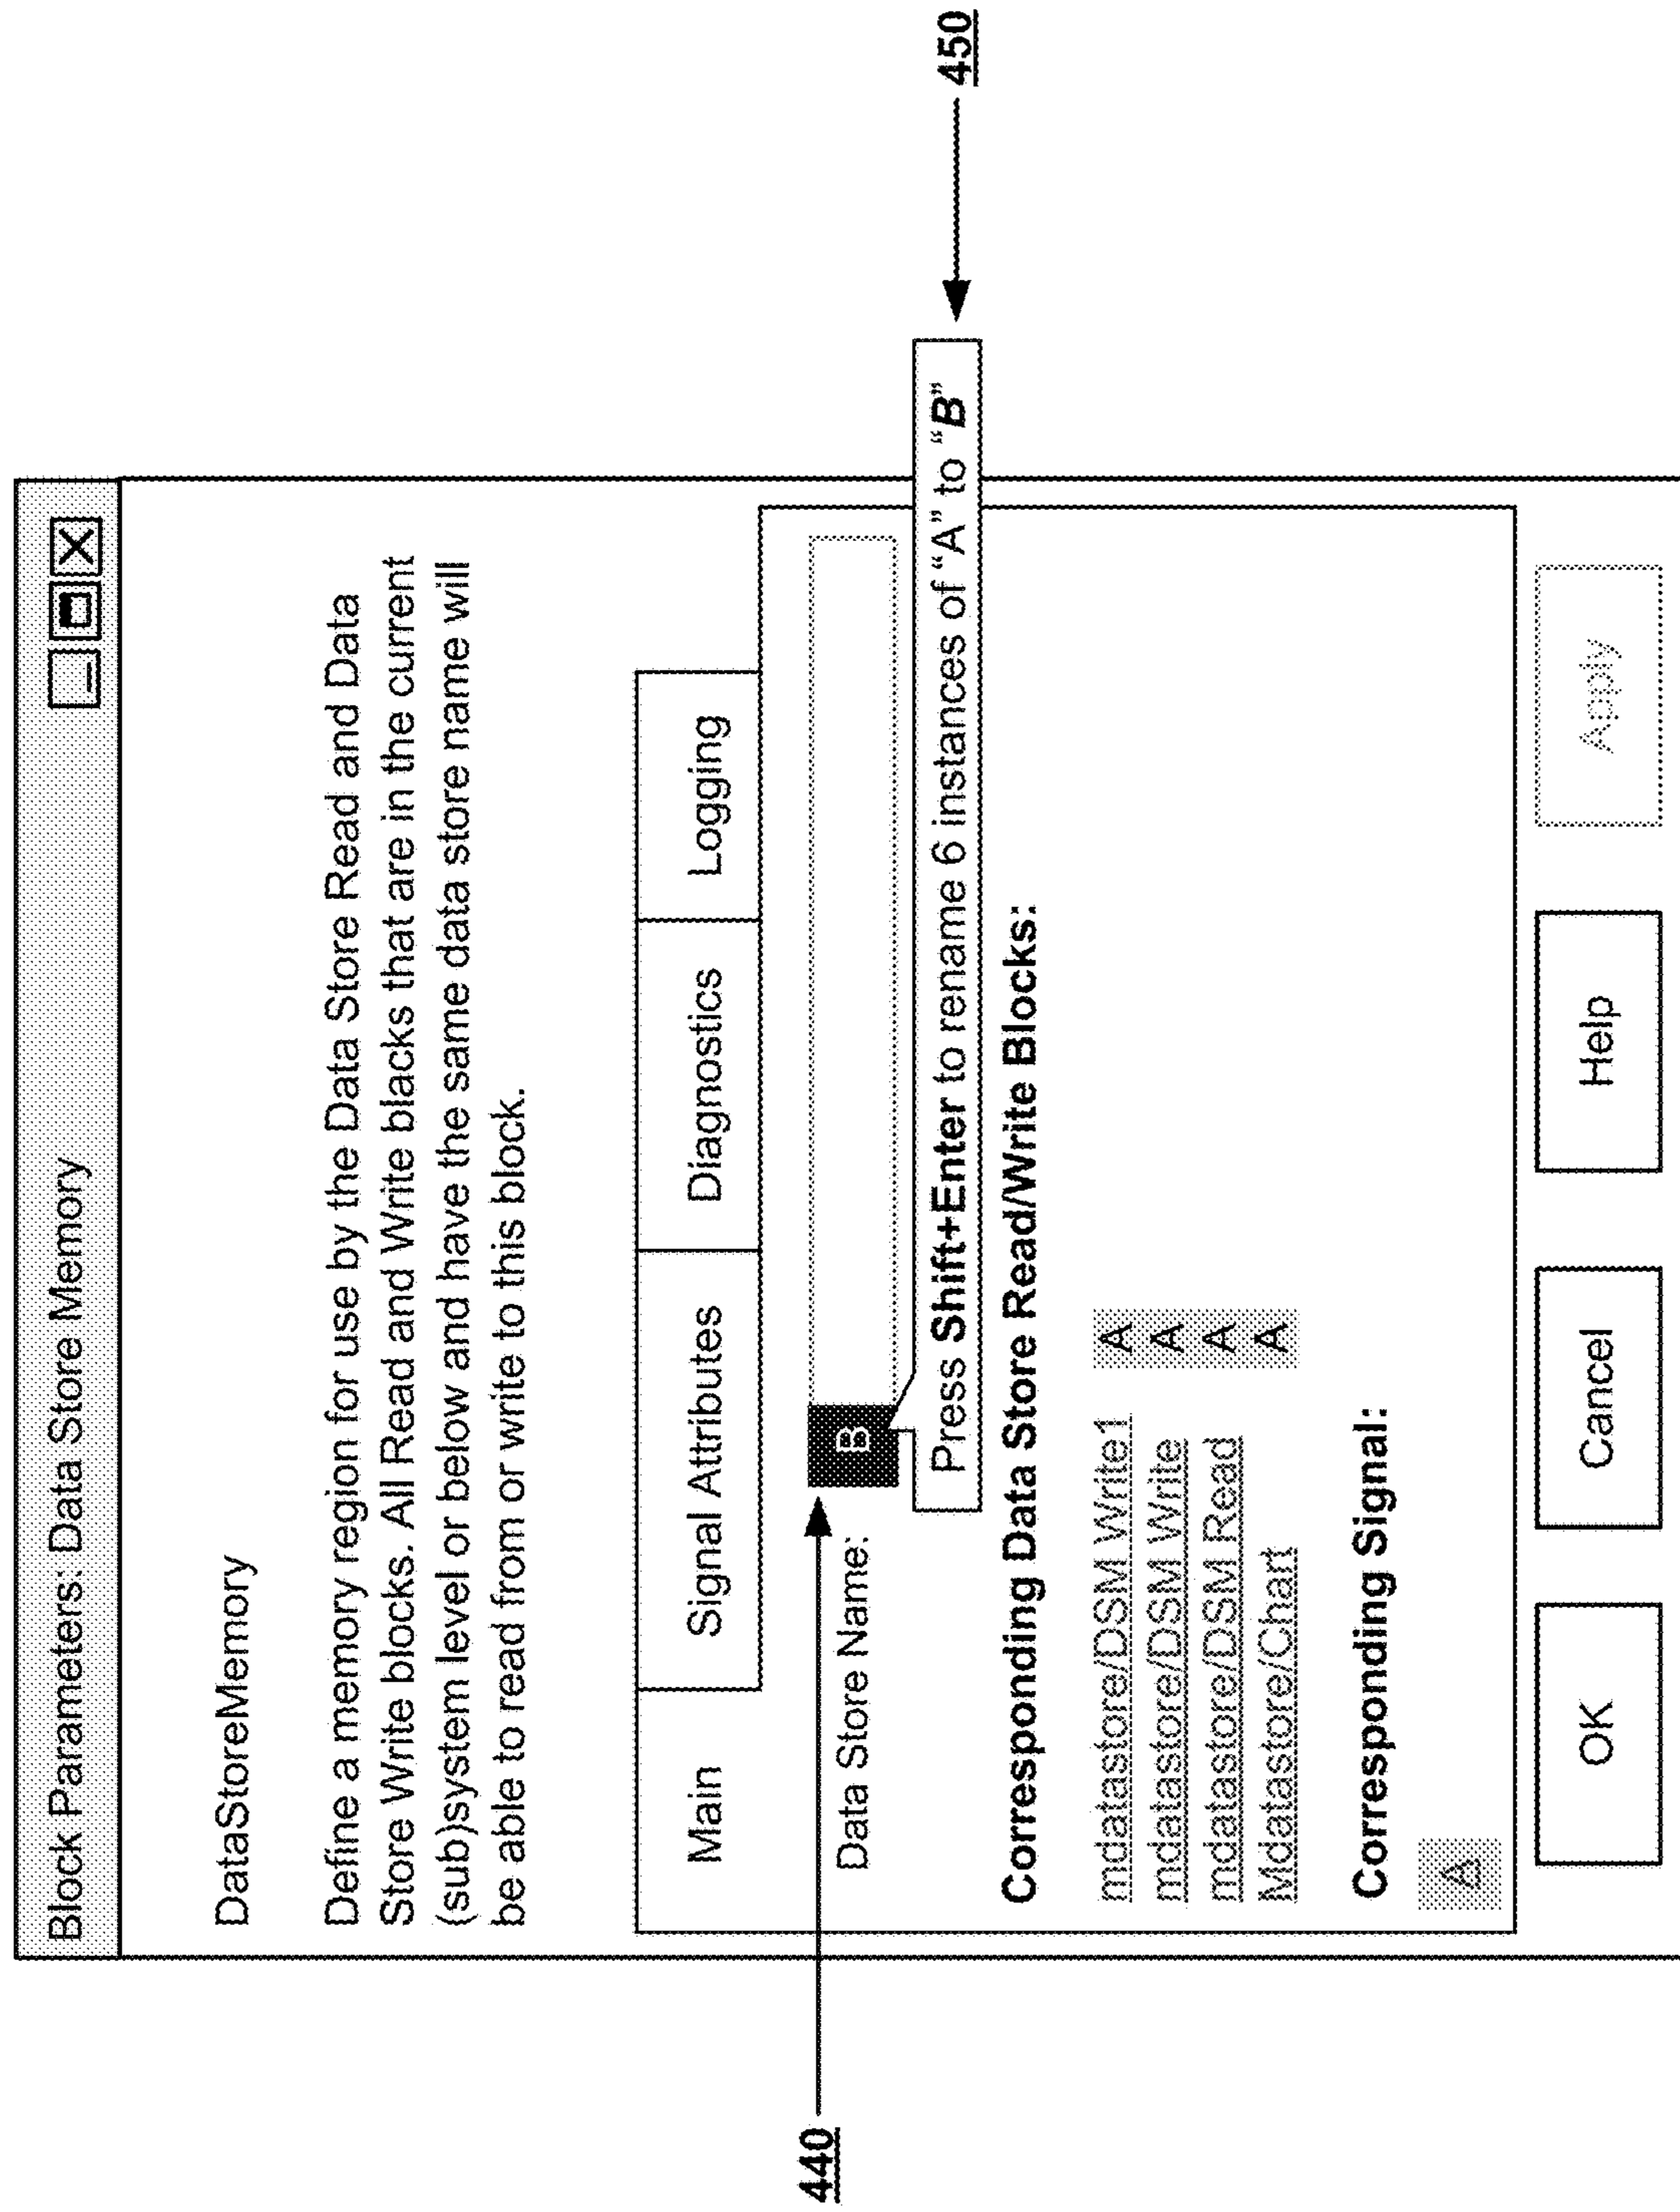 Block Parameters: Data Store Memory
DataStoreMemory
Define a memory region for use by the Data Store Read and Data
Store Write blocks. All Read and Write blacks that are in the current
(sub)system level or below and have the same data store name will
be able to read from or write to this block.
Main Signal Attributes Diagnostics Logging
440
Data Store Name: B
Press Shift+Enter to rename 6 instances of “A” to “B”
450
Corresponding Data Store Read/Write Blocks:
mdatastore/DSM Write1 A
mdatastore/DSM Write A
mdatastore/DSM Read A
Mdatastore/Chart A
Corresponding Signal:
A
OK Cancel Help Apply